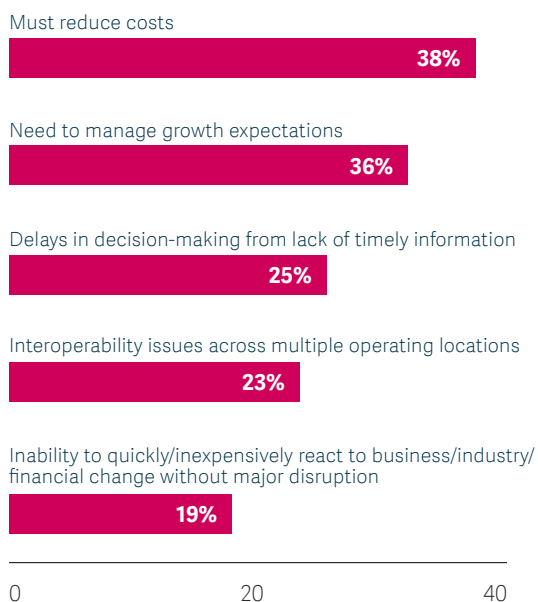 Must reduce costs
38%
Need to manage growth expectations
36%
Delays in decision-making from lack of timely information
25%
Interoperability issues across multiple operating locations
23%
Inability to quickly/inexpensively react to business/industry/
financial change without major disruption
19%
0 20 40